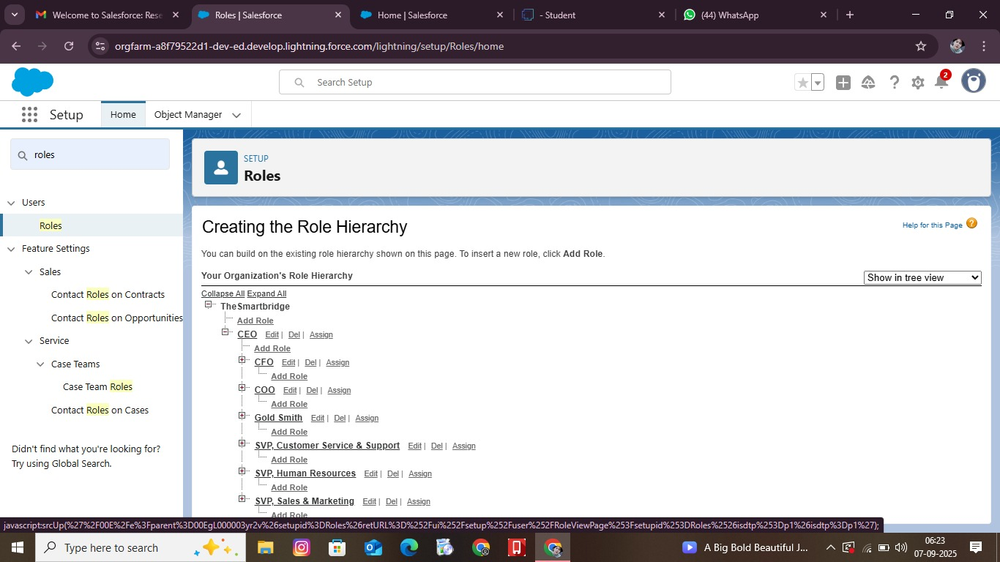 Welcome to Salesforce: Rese
Roles | Salesforce
Home | Salesforce
- Student
(44) WhatsApp
orgfarm-a8f79522d1-dev-ed.develop.lightning.force.com/lightning/setup/Roles/home
Search Setup
2
Setup
Home
Object Manager
roles
Users
Roles
Feature Settings
Sales
Contact Roles on Contracts
Contact Roles on Opportunities
Service
Case Teams
Case Team Roles
Contact Roles on Cases
Didn't find what you're looking for?
Try using Global Search.
SETUP
Roles
Creating the Role Hierarchy
Help for this Page ?
You can build on the existing role hierarchy shown on this page. To insert a new role, click Add Role.
Your Organization's Role Hierarchy
Show in tree view
Collapse All Expand All
TheSmartbridge
Add Role
CEO Edit | Del | Assign
Add Role
CFO Edit | Del | Assign
Add Role
COO Edit | Del | Assign
Add Role
Gold Smith Edit | Del | Assign
Add Role
SVP, Customer Service & Support Edit | Del | Assign
Add Role
SVP, Human Resources Edit | Del | Assign
Add Role
SVP, Sales & Marketing Edit | Del | Assign
Add Role
javascript:srcUp(%27%2F00E%2Fe%3Fparent%3D00EgL000003yr2v%26setupid%3DRoles%26retURL%3D%252Fui%252Fsetup%252Fuser%252FRoleViewPage%253Fsetupid%253DRoles%2526isdtp%253Dp1%26isdtp%3Dp1%27);
Type here to search
A Big Bold Beautiful J...
06:23
07-09-2025